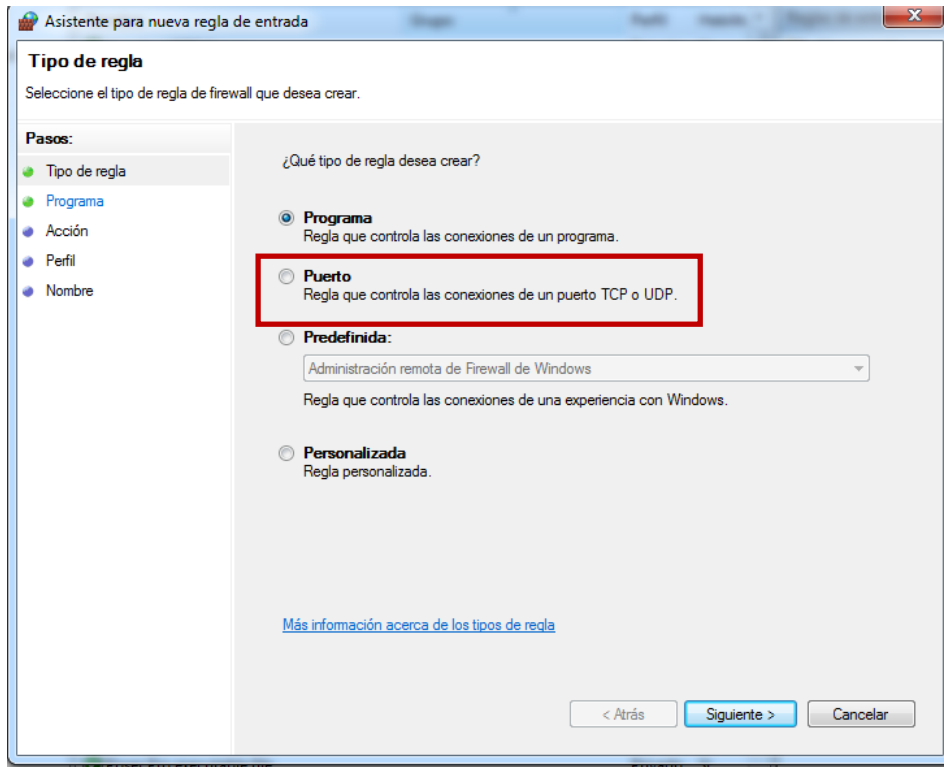 Asistente para nueva regla de entrada
Tipo de regla
Seleccione el tipo de regla de firewall que desea crear.
Pasos:
Tipo de regla
Programa
Acción
Perfil
Nombre
¿Qué tipo de regla desea crear?
Programa
Regla que controla las conexiones de un programa.
Puerto
Regla que controla las conexiones de un puerto TCP o UDP.
Predefinida:
Administración remota de Firewall de Windows
Regla que controla las conexiones de una experiencia con Windows.
Personalizada
Regla personalizada.
Más información acerca de los tipos de regla
< Atrás
Siguiente >
Cancelar